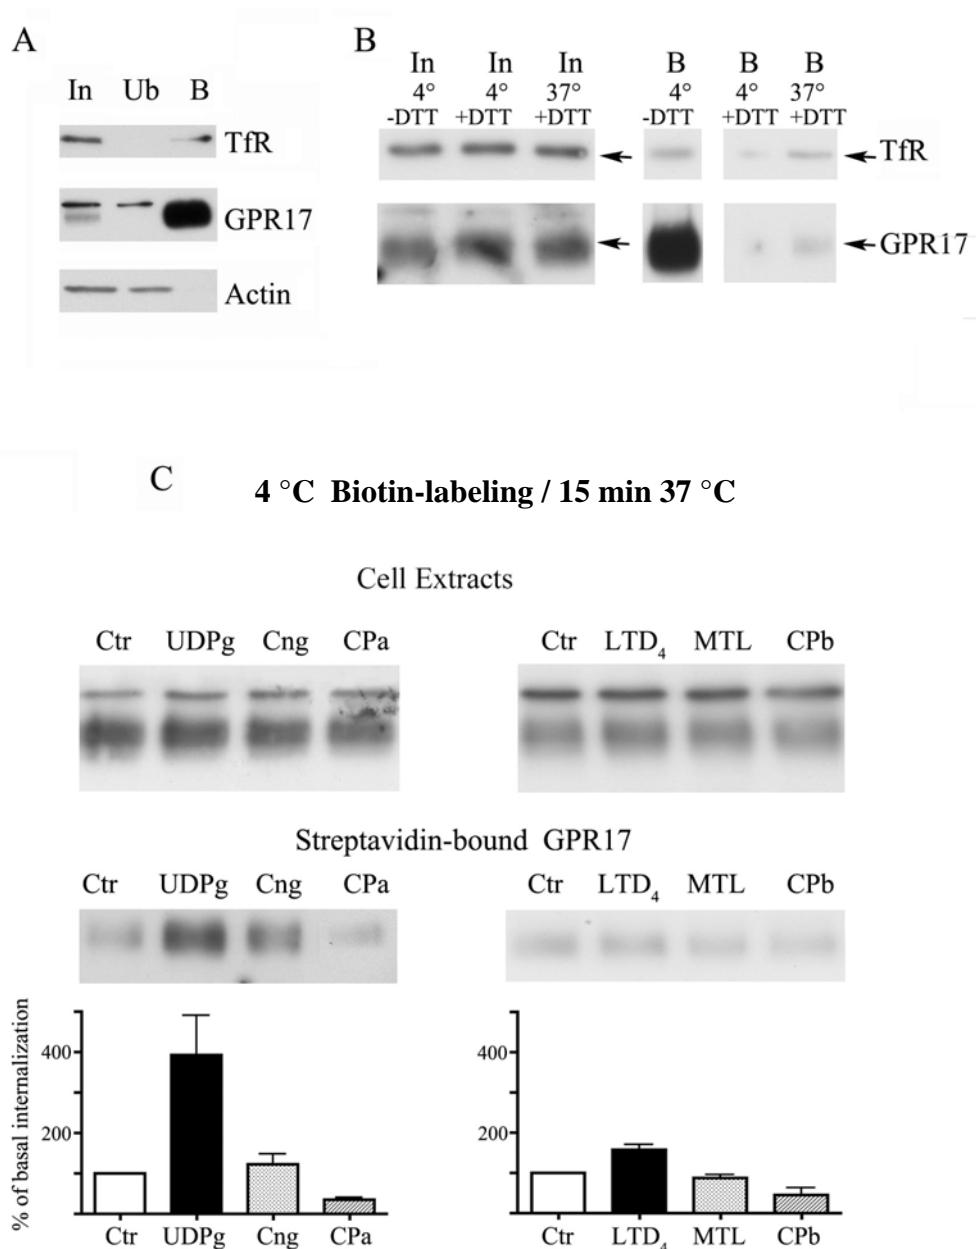 A
In Ub B
TfR
GPR17
Actin
B
In In In B B B
4° 4° 37° 4° 4° 37°
-DTT +DTT +DTT -DTT +DTT +DTT
TfR
GPR17
C
4 °C Biotin-labeling / 15 min 37 °C
Cell Extracts
Ctr UDPg Cng CPa
Ctr LTD₄ MTL CPb
Streptavidin-bound GPR17
Ctr UDPg Cng CPa
Ctr LTD₄ MTL CPb
% of basal internalization
400
200
Ctr UDPg Cng CPa
400
200
Ctr LTD₄ MTL CPb